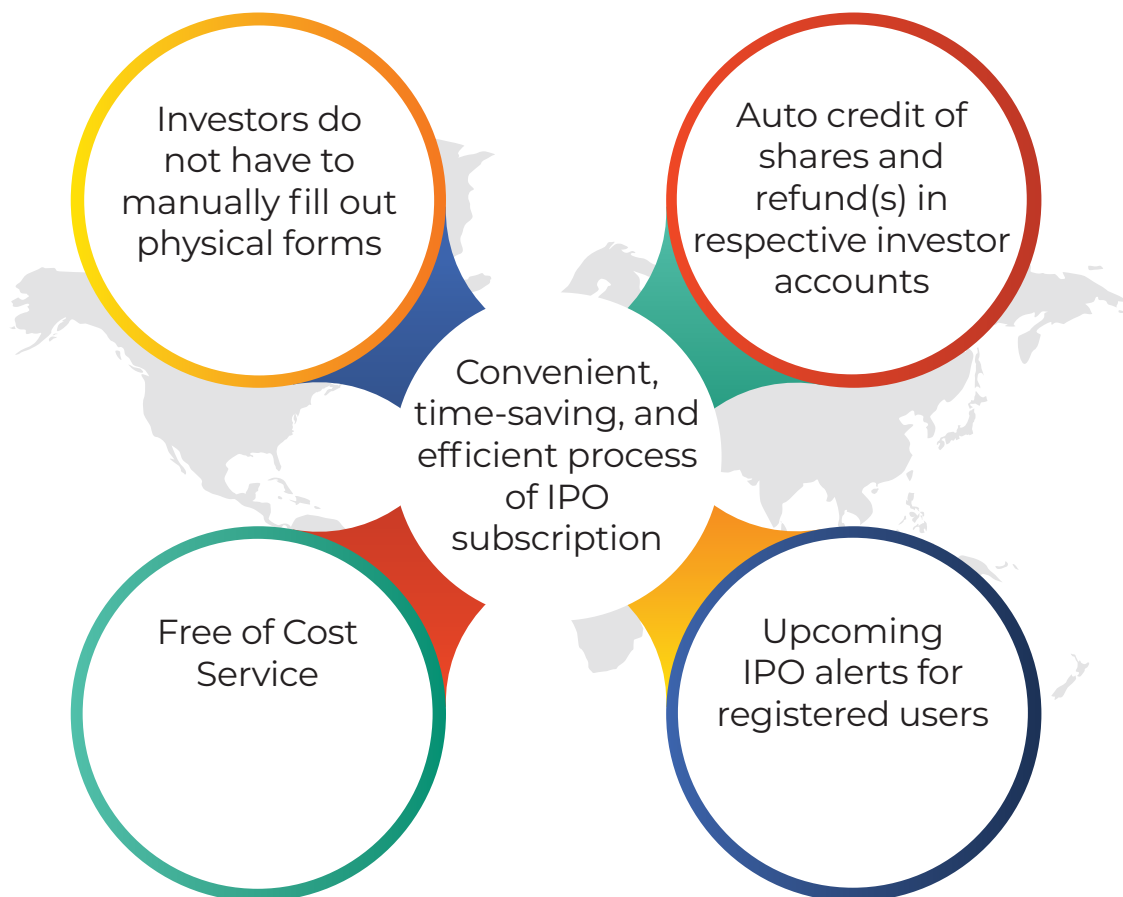 Investors do
not have to
manually fill out
physical forms
Auto credit of
shares and
refund(s) in
respective investor
accounts
Convenient,
time-saving, and
efficient process
of IPO
subscription
Free of Cost
Service
Upcoming
IPO alerts for
registered users